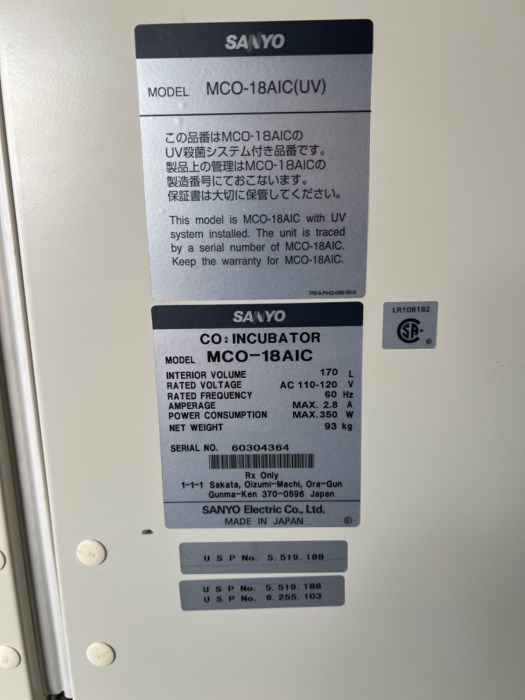 SANYO
MODEL MCO-18AIC(UV)
この品番はMCO-18AICの
UV殺菌システム付き品番です。
製品上の管理はMCO-18AICの
製造番号にておこないます。
保証書は大切に保管してください。
This model is MCO-18AIC with UV
system installed. The unit is traced
by a serial number of MCO-18AIC.
Keep the warranty for MCO-18AIC.
SANYO
CO2 INCUBATOR
MODEL MCO-18AIC
INTERIOR VOLUME 170 L
RATED VOLTAGE AC 110-120 V
RATED FREQUENCY 60 Hz
AMPERAGE MAX. 2.8 A
POWER CONSUMPTION MAX. 350 W
NET WEIGHT 93 kg
SERIAL NO. 60304364
Rx Only
1-1-1 Sakata, Oizumi-Machi, Ora-Gun
Gunma-Ken 370-0596 Japan
SANYO Electric Co., Ltd.
MADE IN JAPAN
LR108182
U S P No. 5.519.188
U S P No. 5.519.188
U S P No. 6.255.103